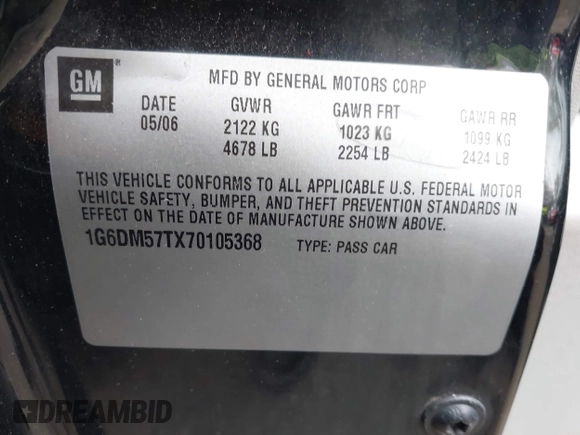 GM
MFD BY GENERAL MOTORS CORP
DATE GVWR GAWR FRT GAWR RR
05/06 2122 KG 1023 KG 1099 KG
4678 LB 2254 LB 2424 LB
THIS VEHICLE CONFORMS TO ALL APPLICABLE U.S. FEDERAL MOTOR
VEHICLE SAFETY, BUMPER, AND THEFT PREVENTION STANDARDS IN
EFFECT ON THE DATE OF MANUFACTURE SHOWN ABOVE.
1G6DM57TX70105368 TYPE: PASS CAR
DREAMBID